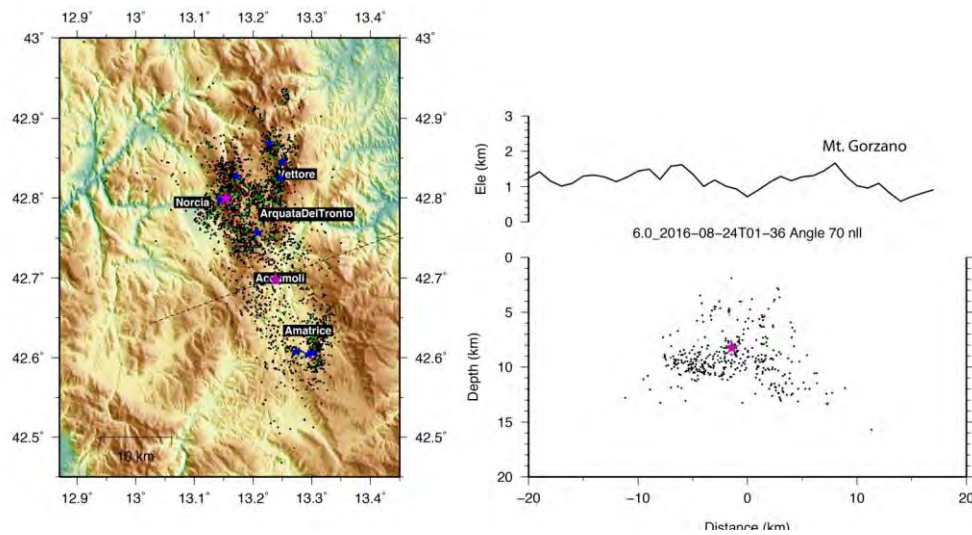 12.9° 13° 13.1° 13.2° 13.3° 13.4°
43° 43°
42.9° 42.9°
Vettore
42.8° Norcia 42.8°
ArquataDelTronto
42.7° Accumoli 42.7°
Amatrice
42.6° 42.6°
42.5° 42.5°
10 km
12.9° 13° 13.1° 13.2° 13.3° 13.4°
3
Mt. Gorzano
2
Ele (km)
1
0
6.0_2016-08-24T01-36 Angle 70 nll
0
5
Depth (km)
10
15
20
-20 -10 0 10 20
Distance (km)